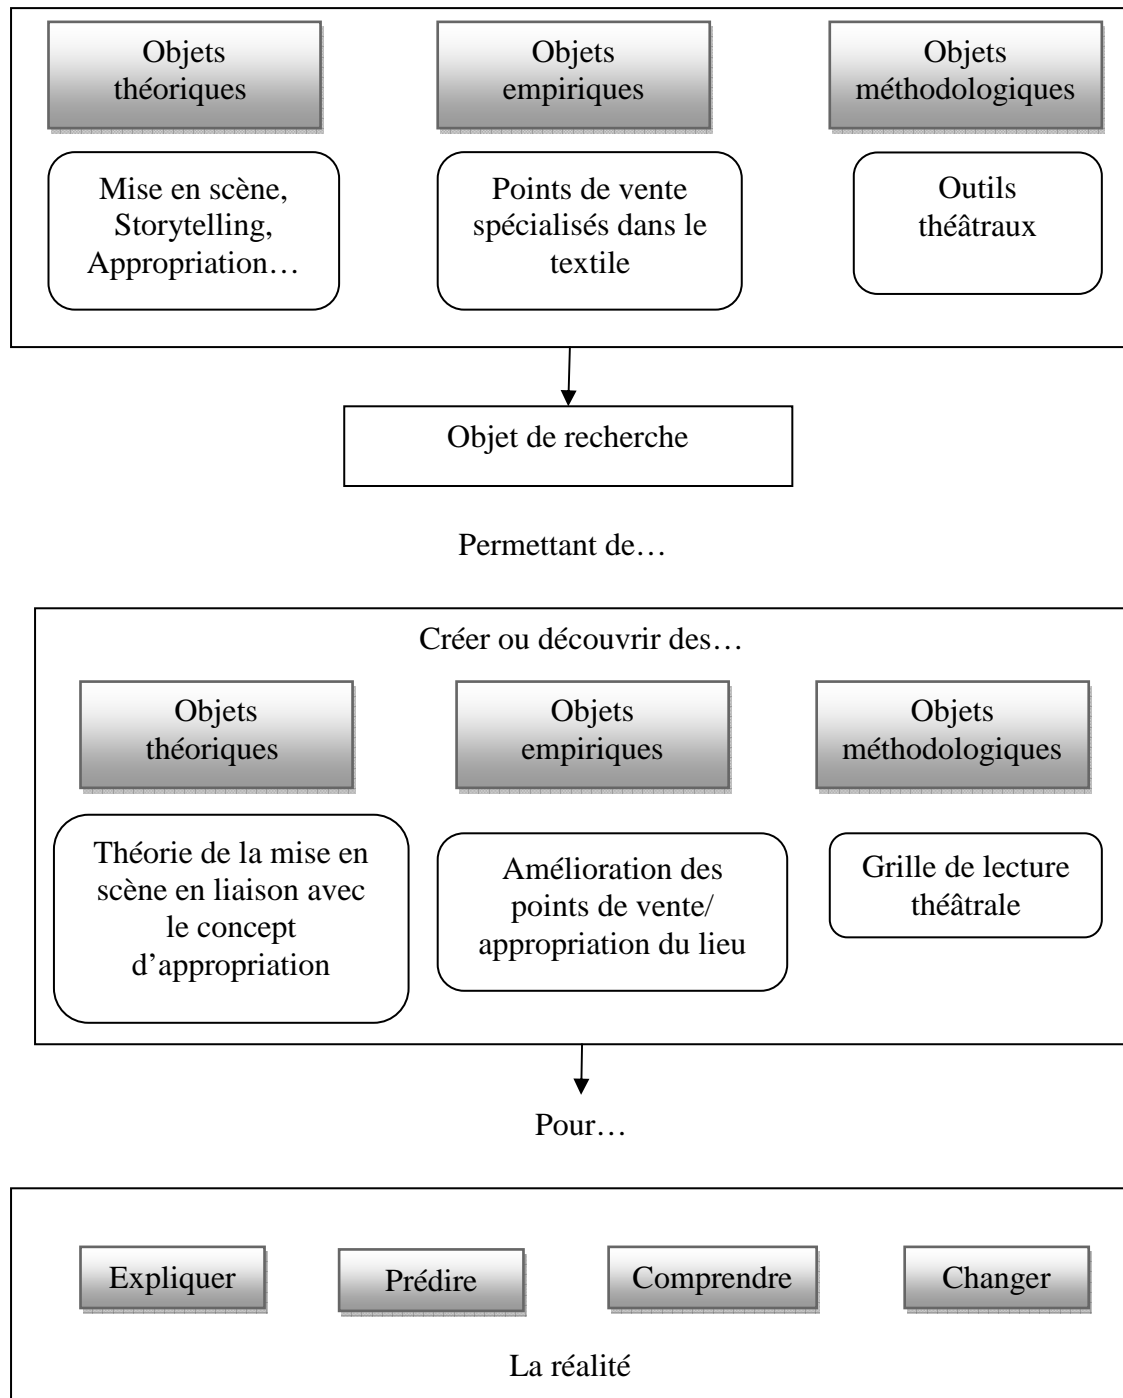 Objets
théoriques
Objets
empiriques
Objets
méthodologiques
Mise en scène,
Storytelling,
Appropriation…
Points de vente
spécialisés dans le
textile
Outils
théâtraux
Objet de recherche
Permettant de…
Créer ou découvrir des…
Objets
théoriques
Objets
empiriques
Objets
méthodologiques
Théorie de la mise en
scène en liaison avec
le concept
d’appropriation
Amélioration des
points de vente/
appropriation du lieu
Grille de lecture
théâtrale
Pour…
Expliquer
Prédire
Comprendre
Changer
La réalité